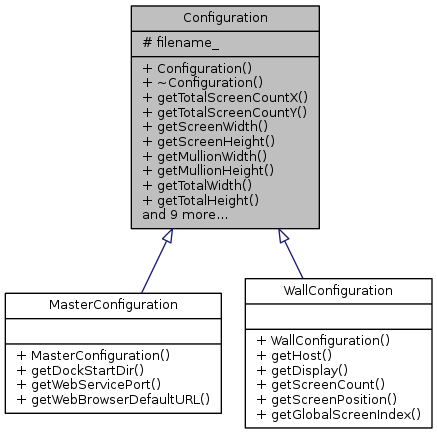 Configuration
# filename_
+ Configuration()
+ ~Configuration()
+ getTotalScreenCountX()
+ getTotalScreenCountY()
+ getScreenWidth()
+ getScreenHeight()
+ getMullionWidth()
+ getMullionHeight()
+ getTotalWidth()
+ getTotalHeight()
and 9 more...
MasterConfiguration
+ MasterConfiguration()
+ getDockStartDir()
+ getWebServicePort()
+ getWebBrowserDefaultURL()
WallConfiguration
+ WallConfiguration()
+ getHost()
+ getDisplay()
+ getScreenCount()
+ getScreenPosition()
+ getGlobalScreenIndex()